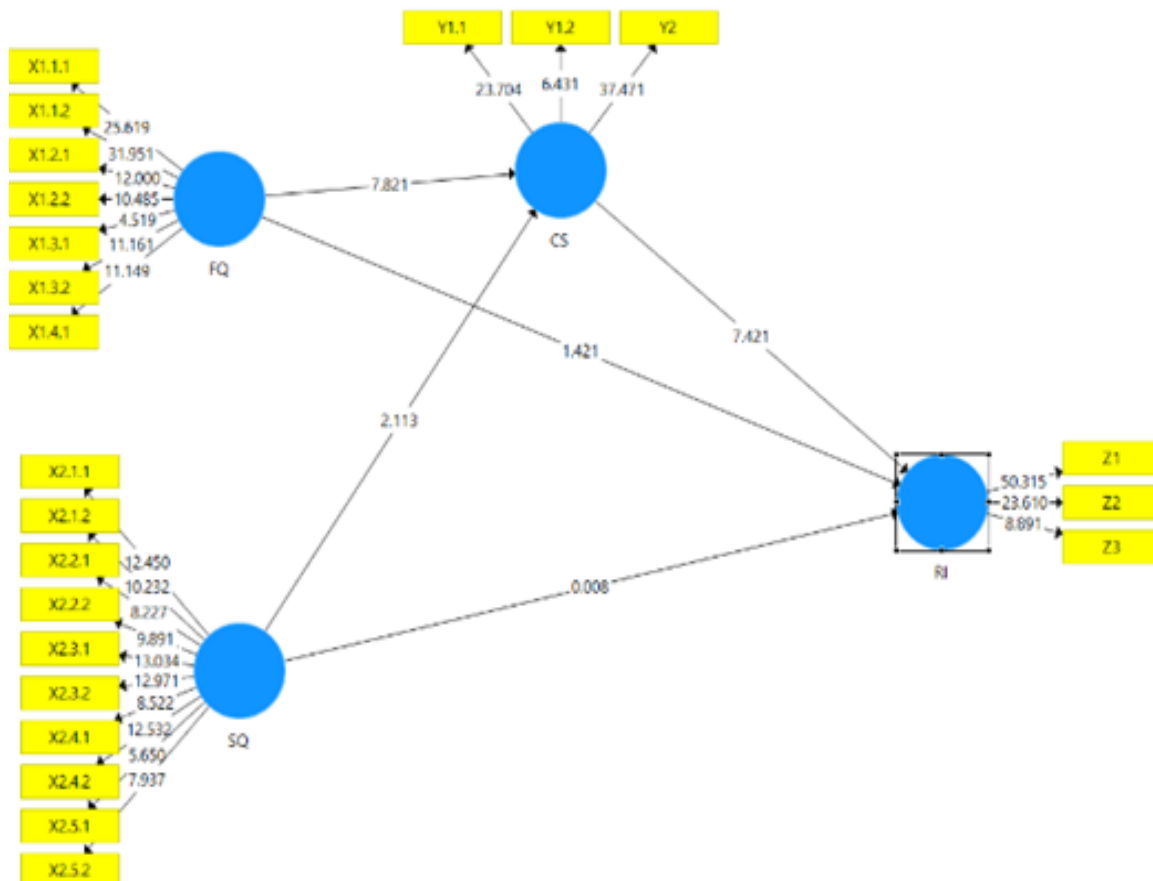 Y1.1 Y1.2 Y2
23.704 6.431 37.471
CS
X1.1.1
X1.1.2
X1.2.1
X1.2.2
X1.3.1
X1.3.2
X1.4.1
25.619
31.951
12.000
10.485
4.519
11.161
11.149
FQ
7.821
1.421
7.421
2.113
0.008
X2.1.1
X2.1.2
X2.2.1
X2.2.2
X2.3.1
X2.3.2
X2.4.1
X2.4.2
X2.5.1
X2.5.2
12.450
10.232
8.227
9.891
13.034
12.971
8.522
12.532
5.650
7.937
SQ
RI
50.315
23.610
8.891
Z1
Z2
Z3